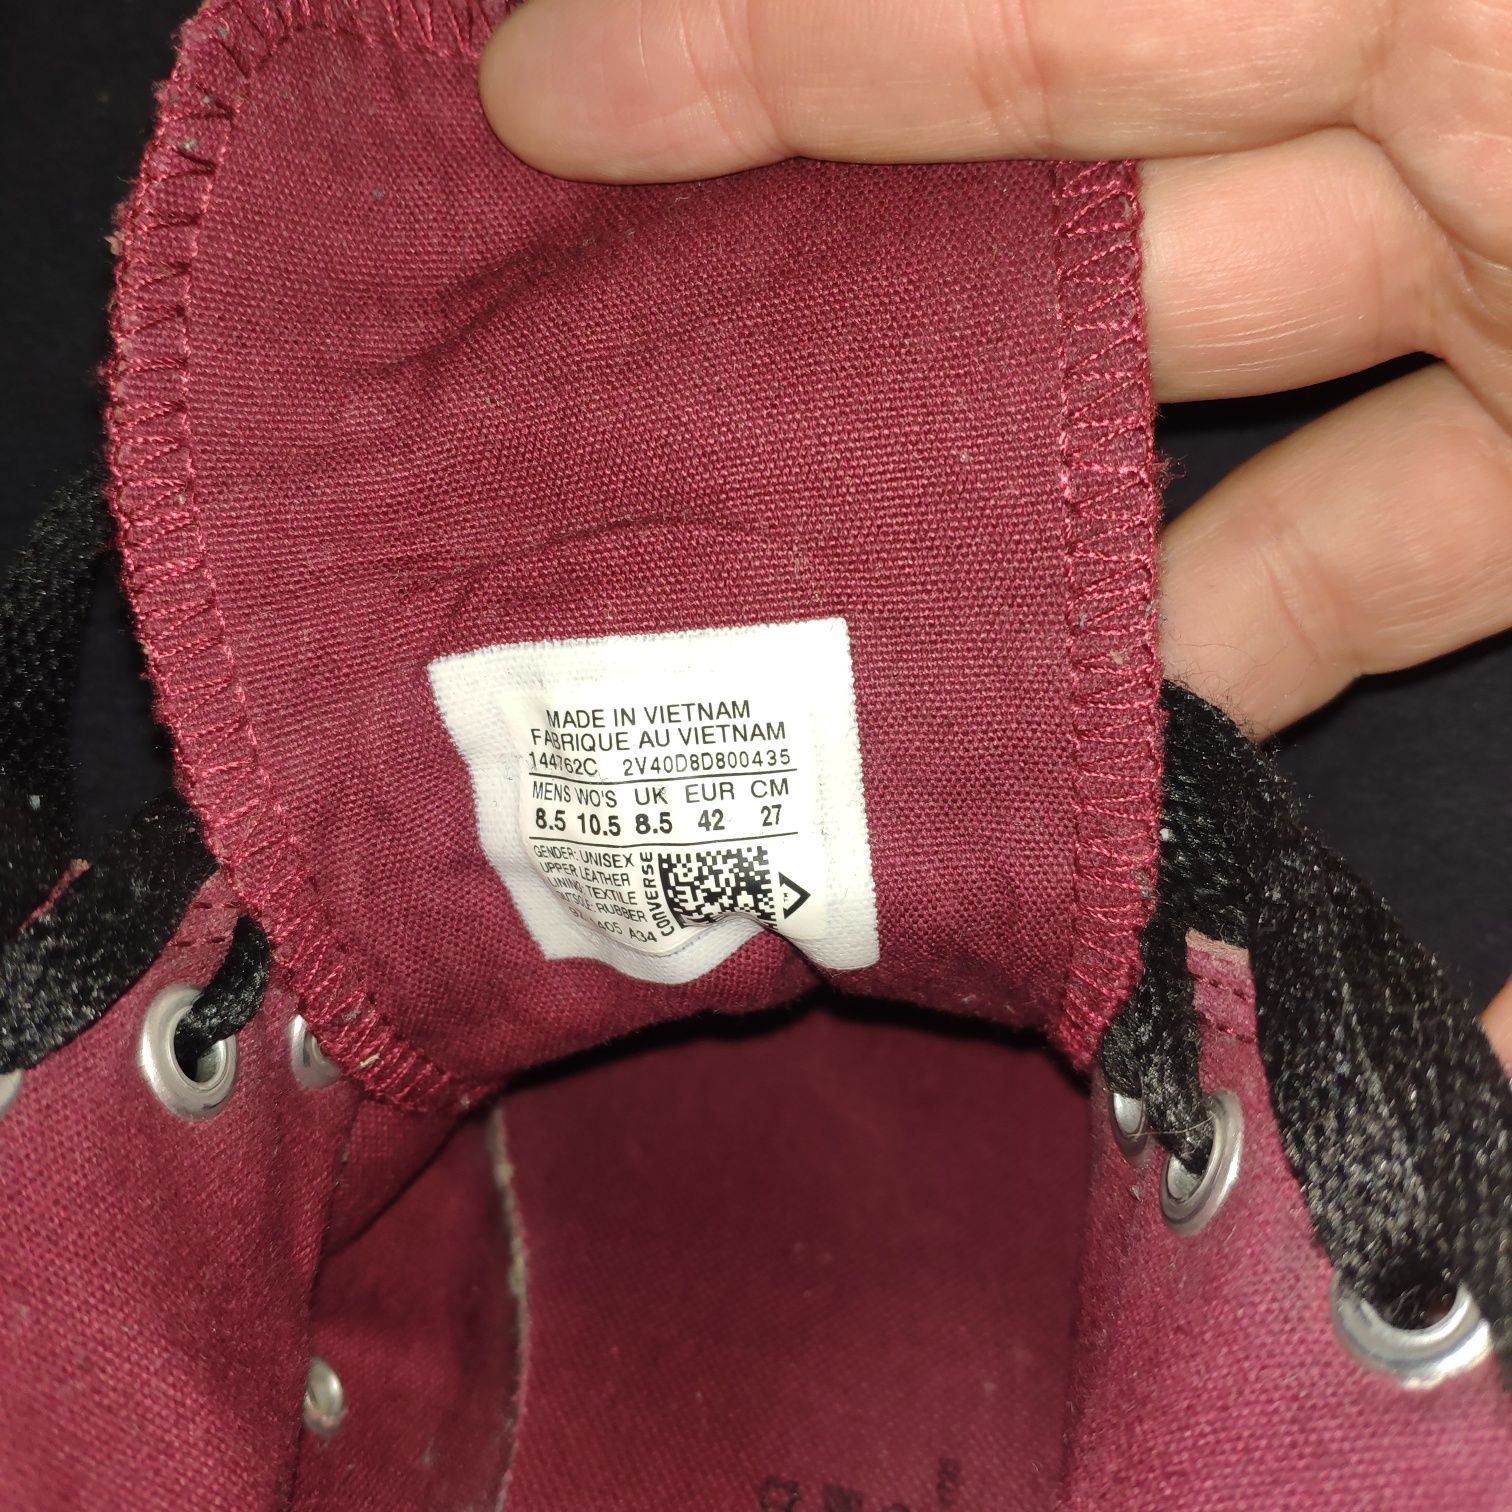 MADE IN VIETNAM
FABRIQUE AU VIETNAM
144762C 2V40D8D800435
MENS WO'S UK EUR CM
8.5 10.5 8.5 42 27
GENDER: UNISEX
UPPER: LEATHER
LINING: TEXTILE
RUBBER
A34
CONVERSE